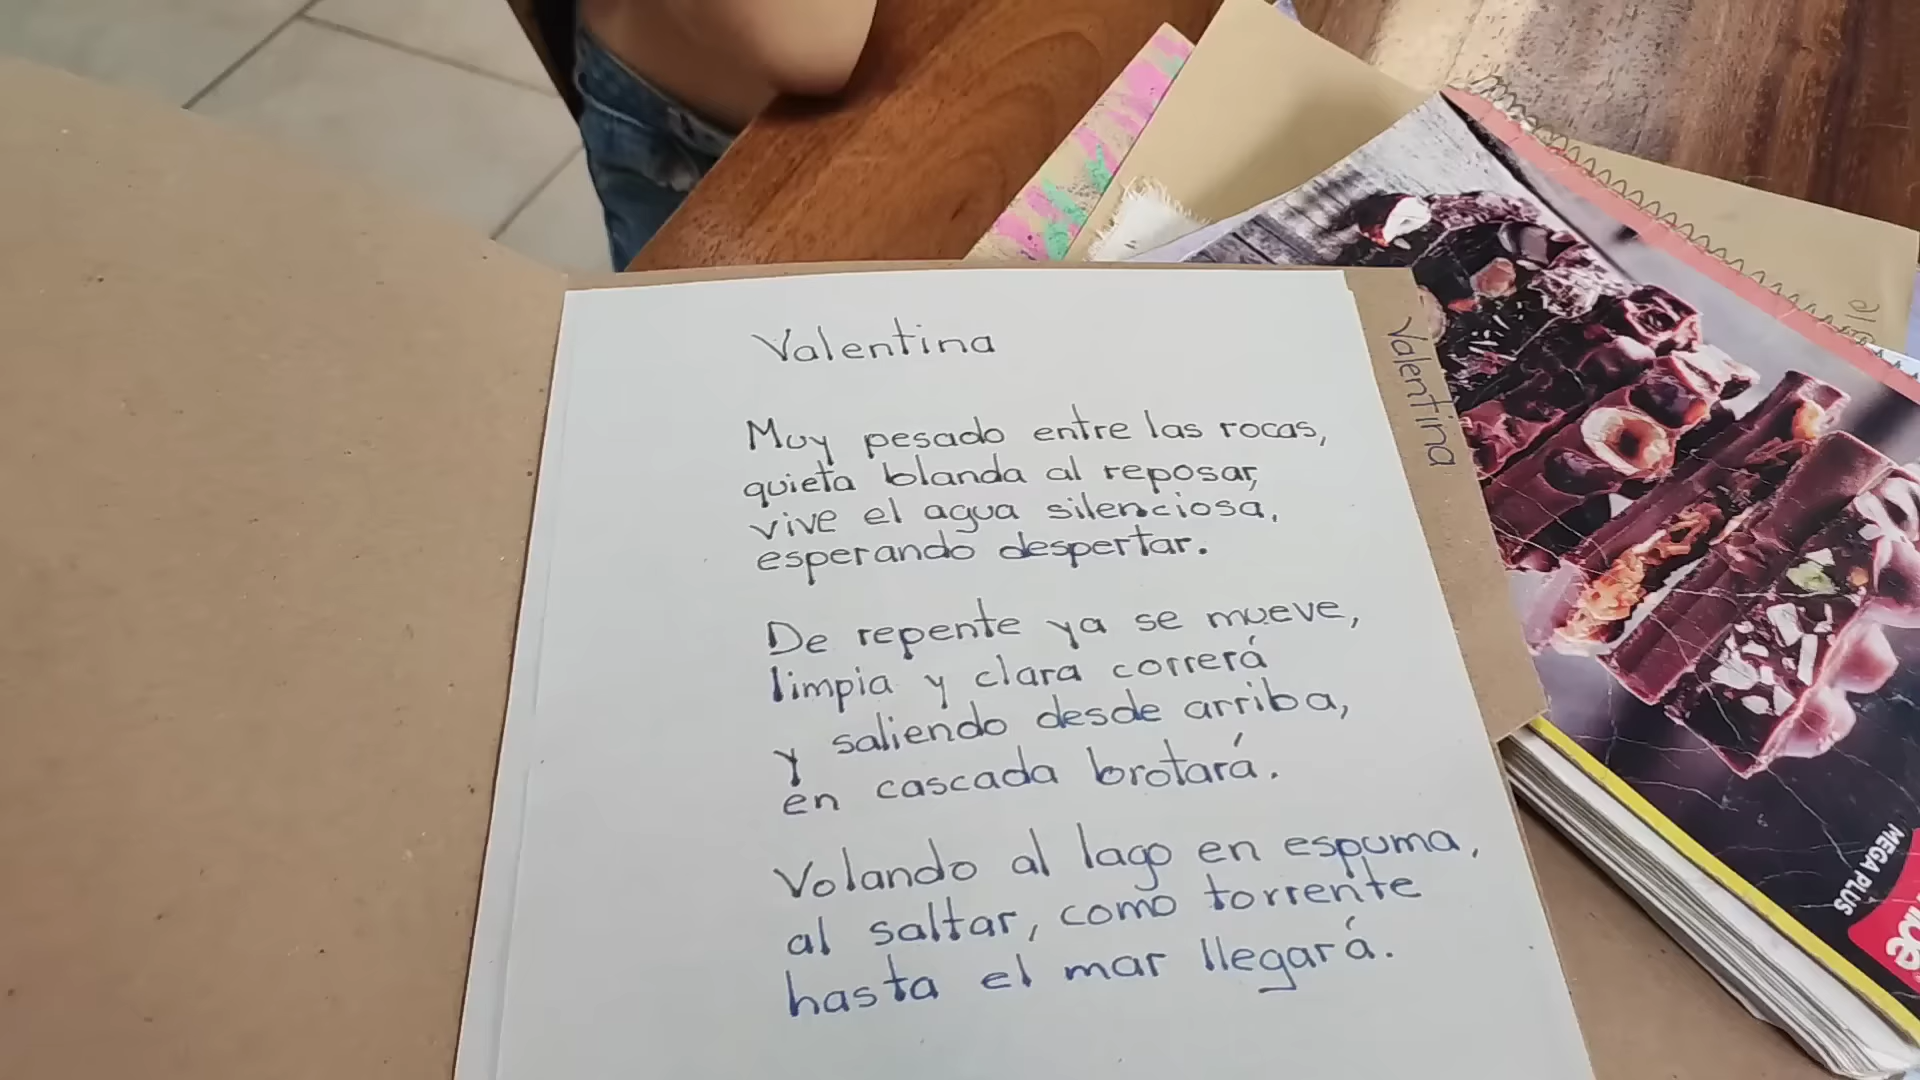 Valentina
Muy pesado entre las rocas,
quieta blanda al reposar,
vive el agua silenciosa,
esperando despertar.
De repente ya se mueve,
limpia y clara correrá
y saliendo desde arriba,
en cascada brotará.
Volando al lago en espuma,
al saltar, como torrente
hasta el mar llegará.
Valentina
MEGA PLUS